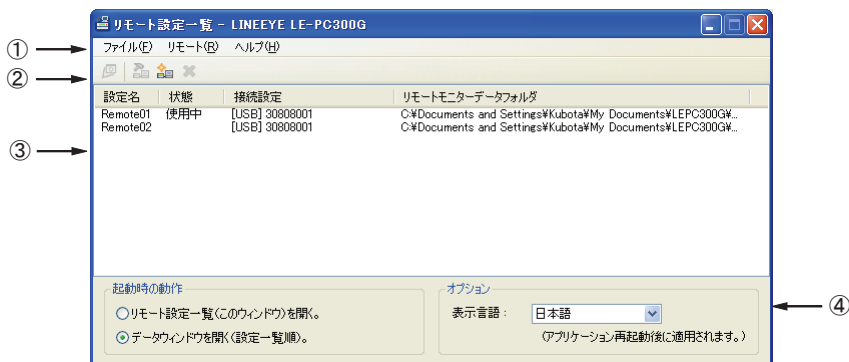 リモート設定一覧 - LINEEYE LE-PC300G
① ファイル(F) リモート(R) ヘルプ(H)
②
設定名 状態 接続設定 リモートモニターデータフォルダ
Remote01 使用中 [USB] 30808001 C:¥Documents and Settings¥Kubota¥My Documents¥LEPC300G¥...
Remote02 [USB] 30808001 C:¥Documents and Settings¥Kubota¥My Documents¥LEPC300G¥...
③
起動時の動作
リモート設定一覧(このウィンドウ)を開く。
データウィンドウを開く(設定一覧順)。
オプション
表示言語: 日本語
(アプリケーション再起動後に適用されます。)
④